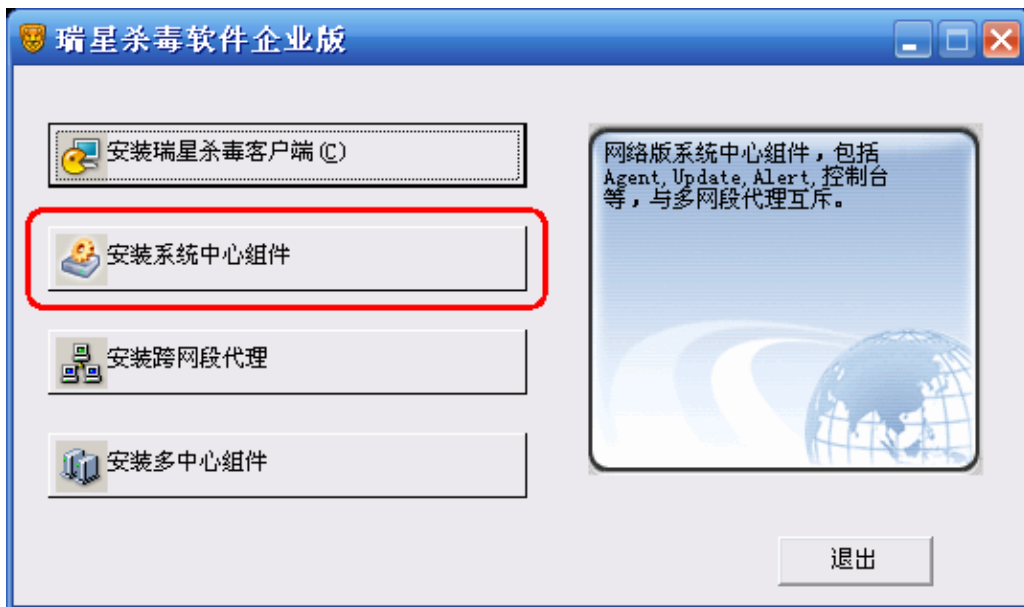 瑞星杀毒软件企业版
安装瑞星杀毒客户端(C)
安装系统中心组件
安装跨网段代理
安装多中心组件
网络版系统中心组件，包括
Agent,Update,Alert,控制台
等，与多网段代理互斥。
退出